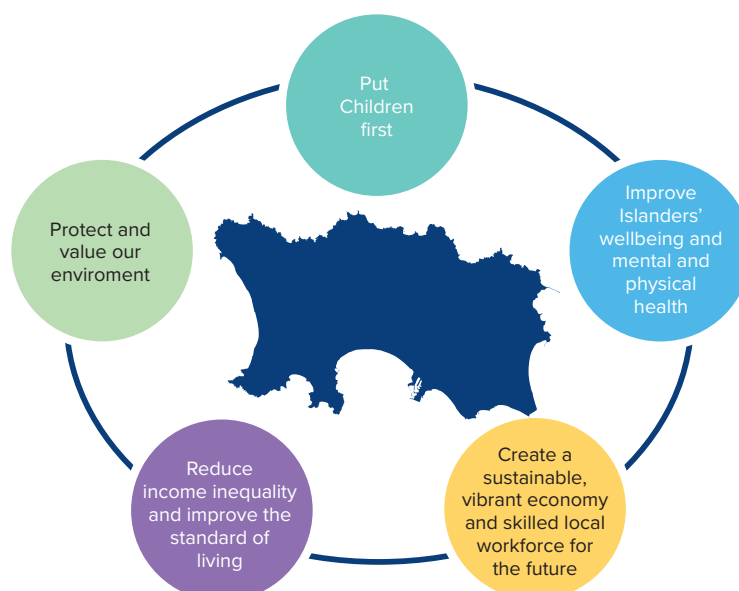 Put
Children
first
Improve
Islanders’
wellbeing and
mental and
physical
health
Create a
sustainable,
vibrant economy
and skilled local
workforce for
the future
Reduce
income inequality
and improve the
standard of
living
Protect and
value our
enviroment